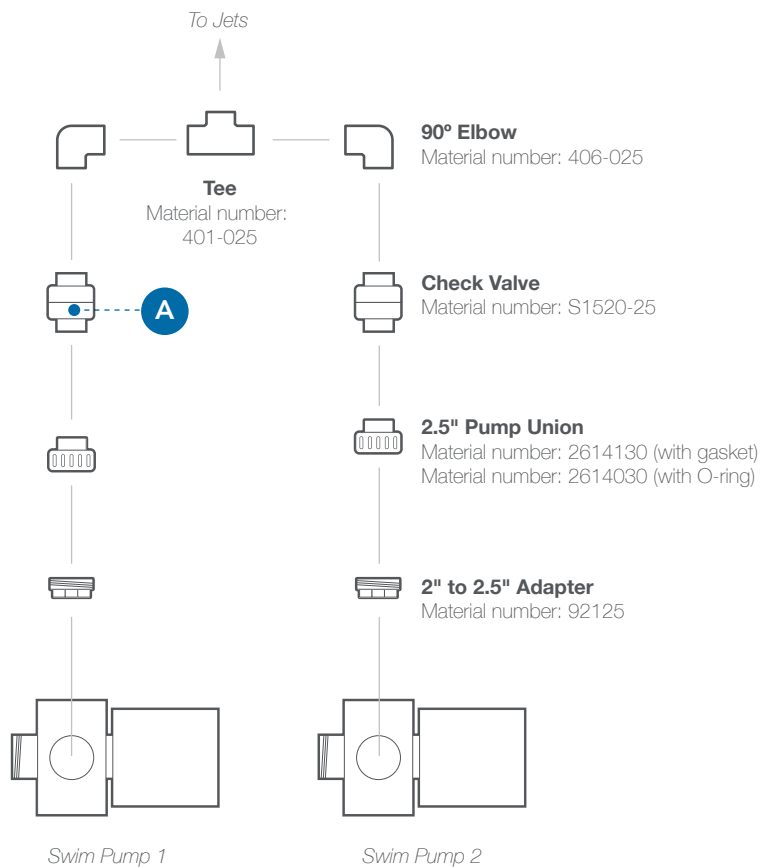 To Jets
90º Elbow
Material number: 406-025
Tee
Material number:
401-025
Check Valve
Material number: S1520-25
A
2.5" Pump Union
Material number: 2614130 (with gasket)
Material number: 2614030 (with O-ring)
2" to 2.5" Adapter
Material number: 92125
Swim Pump 1
Swim Pump 2